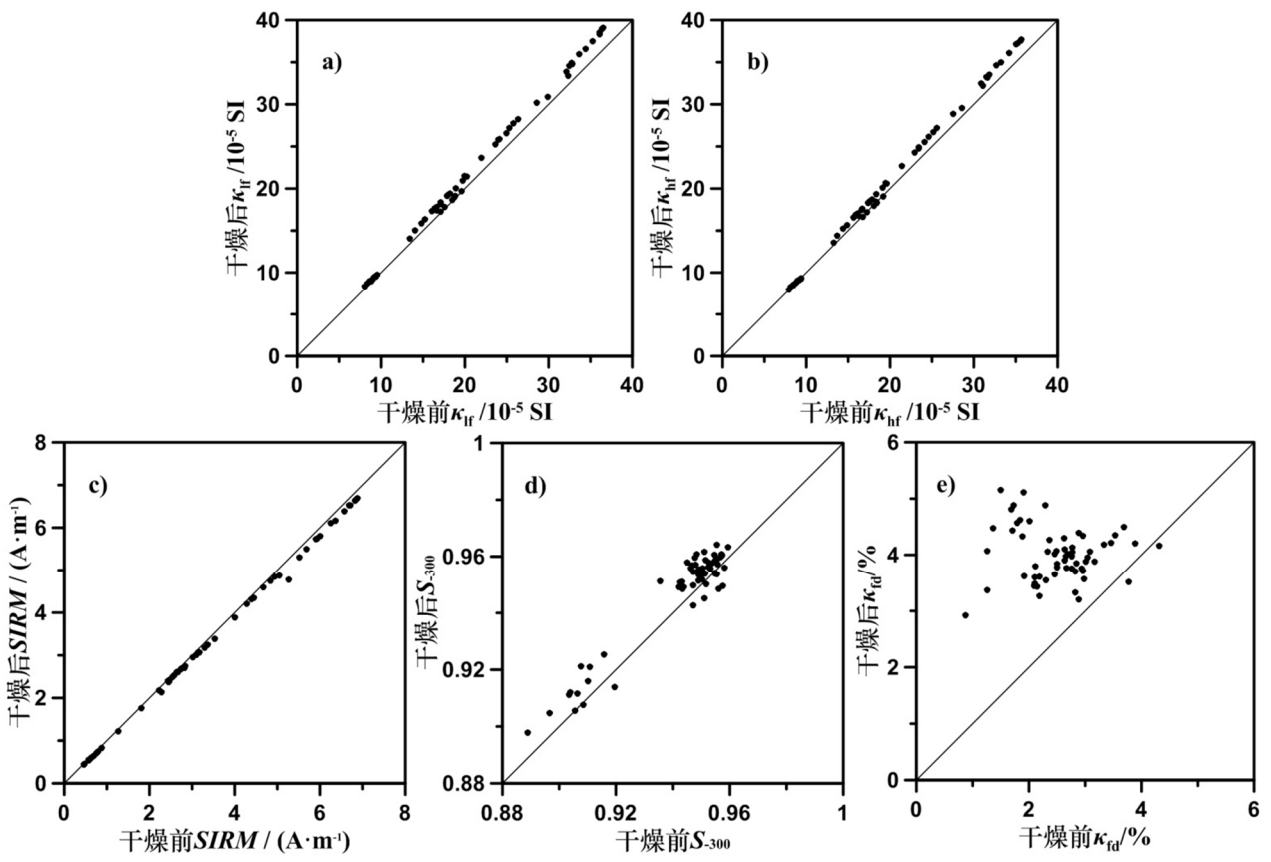 a)
40
30
20
10
0
干燥后κlf /10-5 SI
0 10 20 30 40
干燥前κlf /10-5 SI
b)
40
30
20
10
0
干燥后κhf /10-5 SI
0 10 20 30 40
干燥前κhf /10-5 SI
c)
8
6
4
2
0
干燥后SIRM / (A·m-1)
0 2 4 6 8
干燥前SIRM / (A·m-1)
d)
1
0.96
0.92
0.88
干燥后S-300
0.88 0.92 0.96 1
干燥前S-300
e)
6
4
2
0
干燥后κfd/%
0 2 4 6
干燥前κfd/%